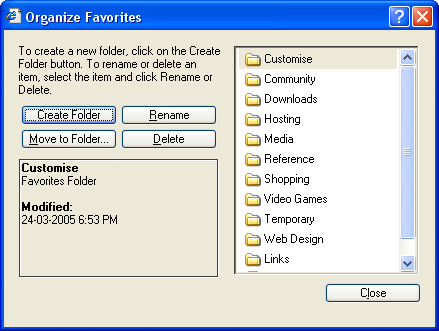 Organize Favorites
To create a new folder, click on the Create
Folder button. To rename or delete an
item, select the item and click Rename or
Delete.
Create Folder
Rename
Move to Folder...
Delete
Customise
Favorites Folder
Modified:
24-03-2005 6:53 PM
Customise
Community
Downloads
Hosting
Media
Reference
Shopping
Video Games
Temporary
Web Design
Links
Close